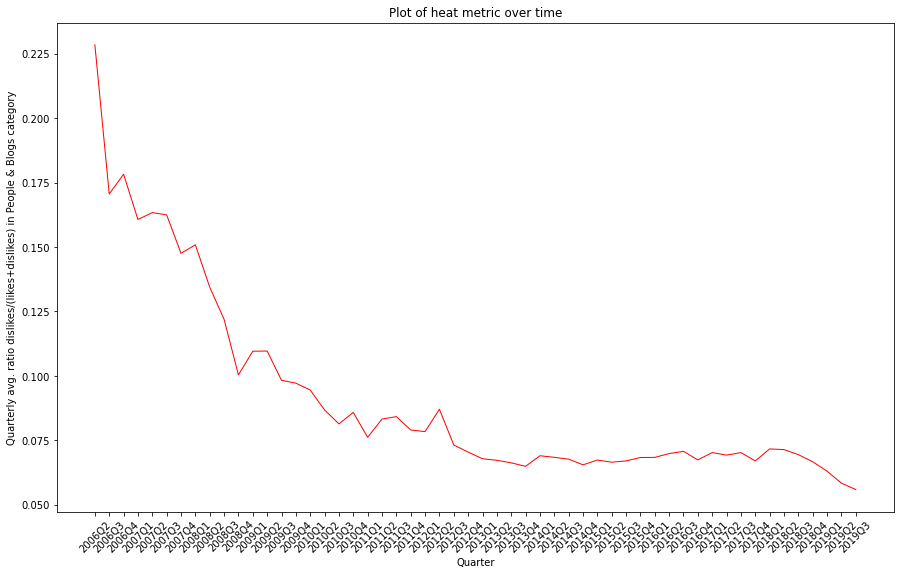 Plot of heat metric over time
Quarterly avg. ratio dislikes/(likes+dislikes) in People & Blogs category
0.225
0.200
0.175
0.150
0.125
0.100
0.075
0.050
2006Q2
2006Q3
2006Q4
2007Q1
2007Q2
2007Q3
2007Q4
2008Q1
2008Q2
2008Q3
2008Q4
2009Q1
2009Q2
2009Q3
2009Q4
2010Q1
2010Q2
2010Q3
2010Q4
2011Q1
2011Q2
2011Q3
2011Q4
2012Q1
2012Q2
2012Q3
2012Q4
2013Q1
2013Q2
2013Q3
2013Q4
2014Q1
2014Q2
2014Q3
2014Q4
2015Q1
2015Q2
2015Q3
2015Q4
2016Q1
2016Q2
2016Q3
2016Q4
2017Q1
2017Q2
2017Q3
2017Q4
2018Q1
2018Q2
2018Q3
2018Q4
2019Q1
2019Q2
2019Q3
Quarter